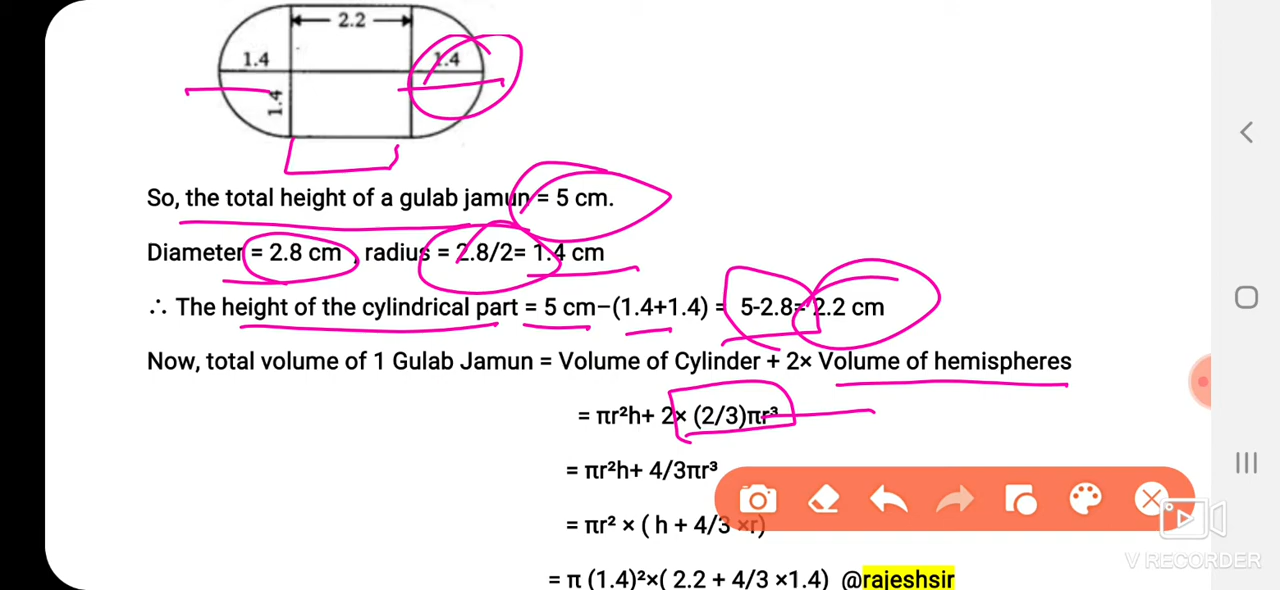 2.2
1.4
1.4
1.4
So, the total height of a gulab jamun = 5 cm.
Diameter = 2.8 cm , radius = 2.8/2= 1.4 cm
∴ The height of the cylindrical part = 5 cm−(1.4+1.4) = 5-2.8= 2.2 cm
Now, total volume of 1 Gulab Jamun = Volume of Cylinder + 2× Volume of hemispheres
= πr²h+ 2× (2/3)πr³
= πr²h+ 4/3πr³
= πr² × ( h + 4/3 ×r)
= π (1.4)²×( 2.2 + 4/3 ×1.4) @rajeshsir
V RECORDER